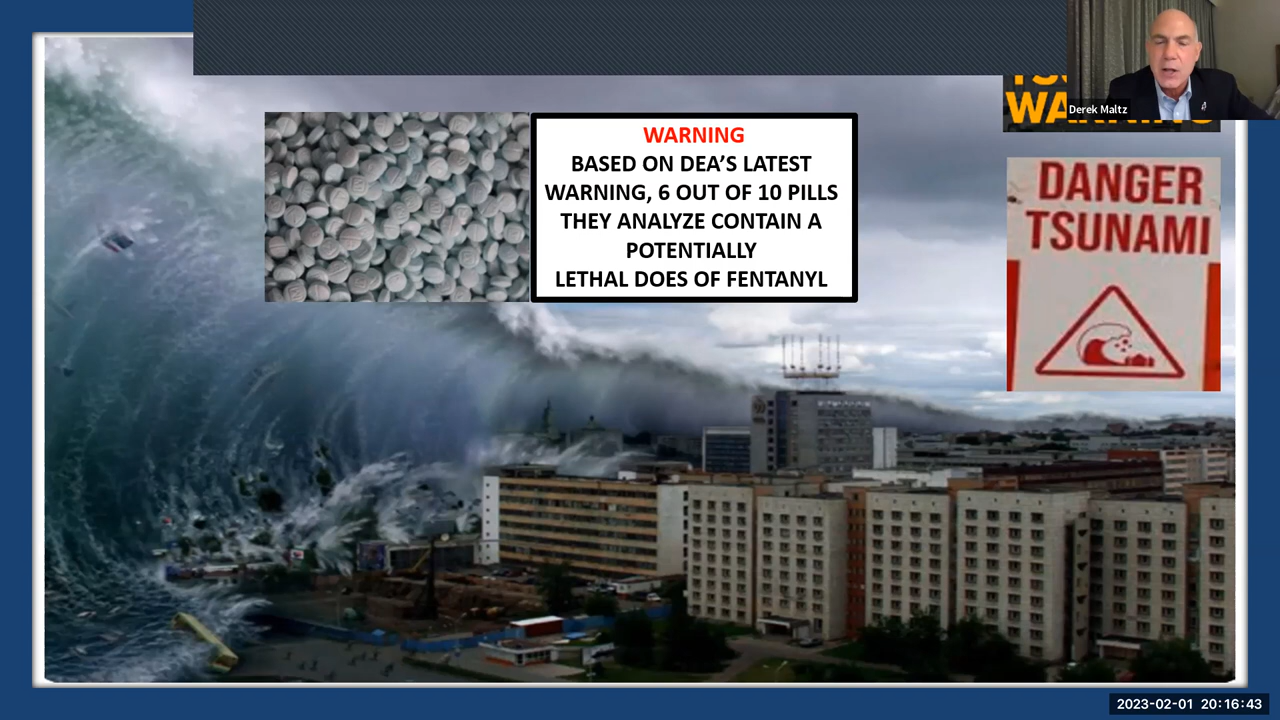 WARNING
BASED ON DEA'S LATEST
WARNING, 6 OUT OF 10 PILLS
THEY ANALYZE CONTAIN A
POTENTIALLY
LETHAL DOES OF FENTANYL
Derek Maltz
DANGER
TSUNAMI
2023-02-01 20:16:43